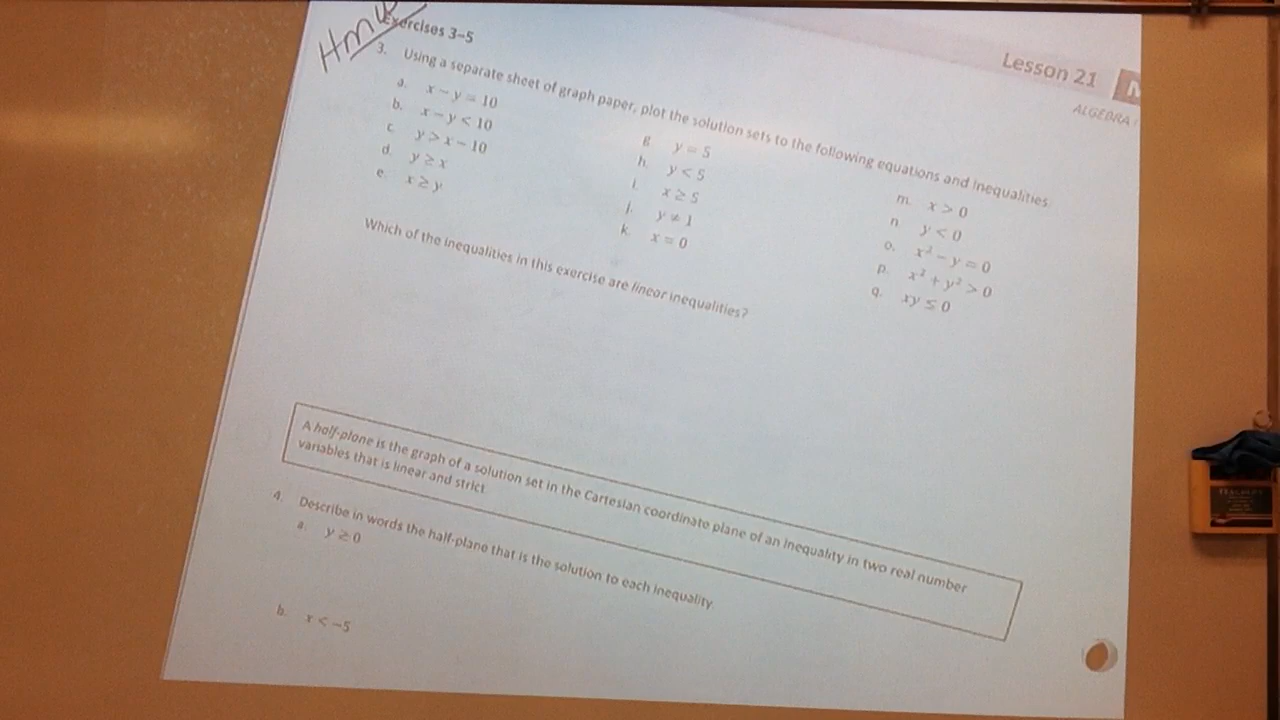 Hmw
Exercises 3–5
Lesson 21
ALGEBRA I
3. Using a separate sheet of graph paper, plot the solution sets to the following equations and inequalities.
a. x − y = 10
b. x − y < 10
c. y > x − 10
d. y ≥ x
e. x ≥ y
g. y = 5
h. y < 5
i. x ≥ 5
j. y ≠ 1
k. x = 0
m. x > 0
n. y < 0
o. x² − y = 0
p. x² + y² > 0
q. xy ≤ 0
Which of the inequalities in this exercise are linear inequalities?
A half-plane is the graph of a solution set in the Cartesian coordinate plane of an inequality in two real number
variables that is linear and strict.
4. Describe in words the half-plane that is the solution to each inequality.
a. y ≥ 0
b. x < −5